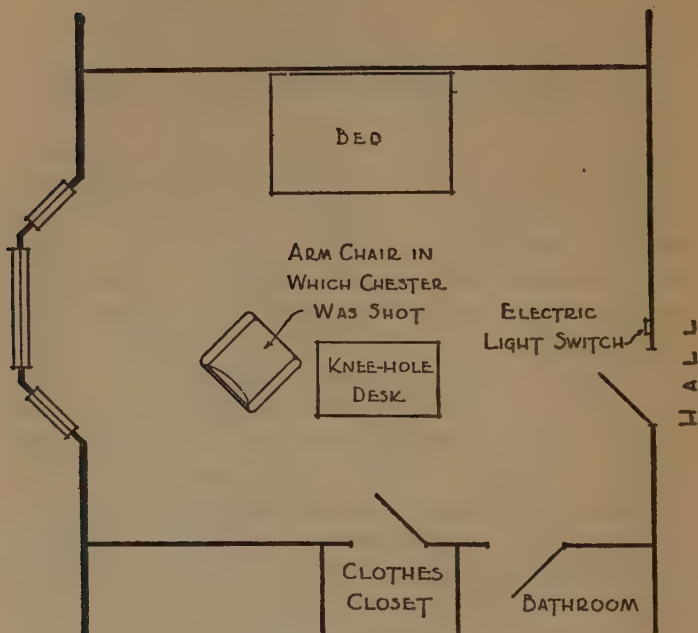 BED
ARM CHAIR IN
WHICH CHESTER
WAS SHOT
ELECTRIC
LIGHT SWITCH
KNEE-HOLE
DESK
HALL
CLOTHES
CLOSET
BATHROOM